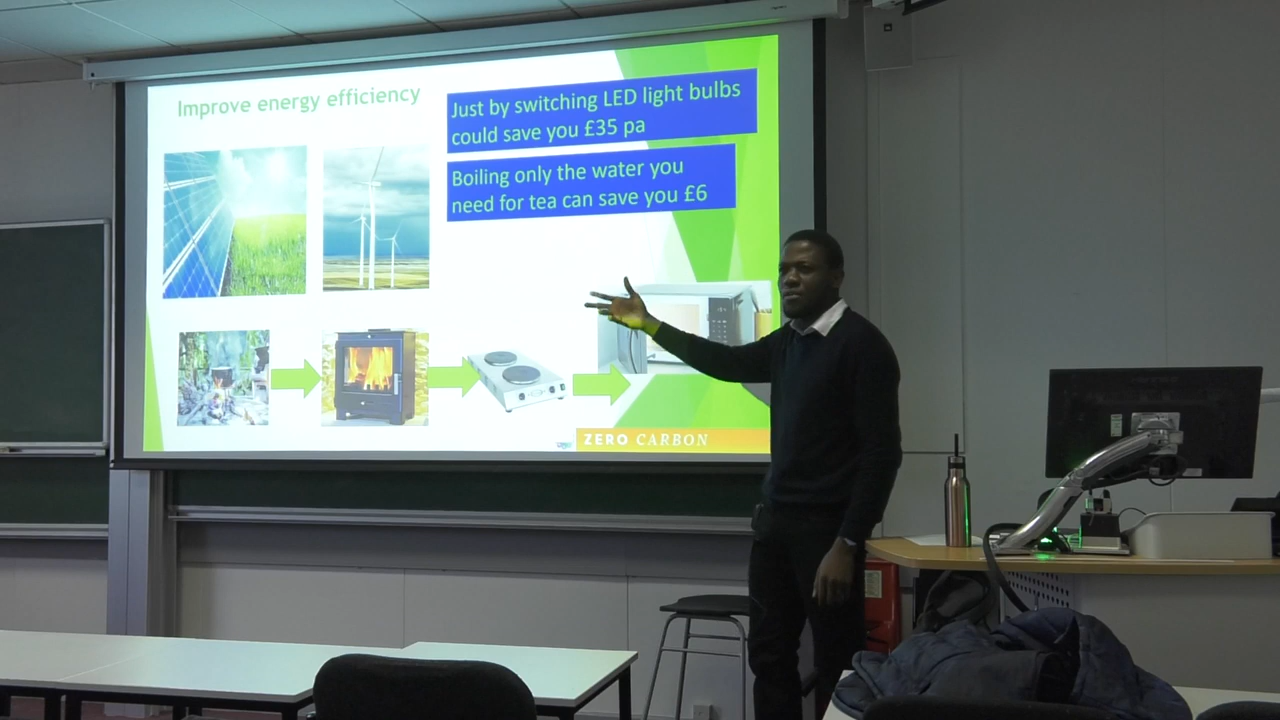 Improve energy efficiency
Just by switching LED light bulbs
could save you £35 pa
Boiling only the water you
need for tea can save you £6
ZERO CARBON